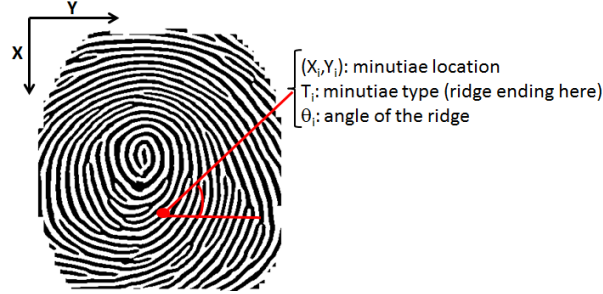 Y
X
(Xi,Yi): minutiae location
Ti: minutiae type (ridge ending here)
θi: angle of the ridge